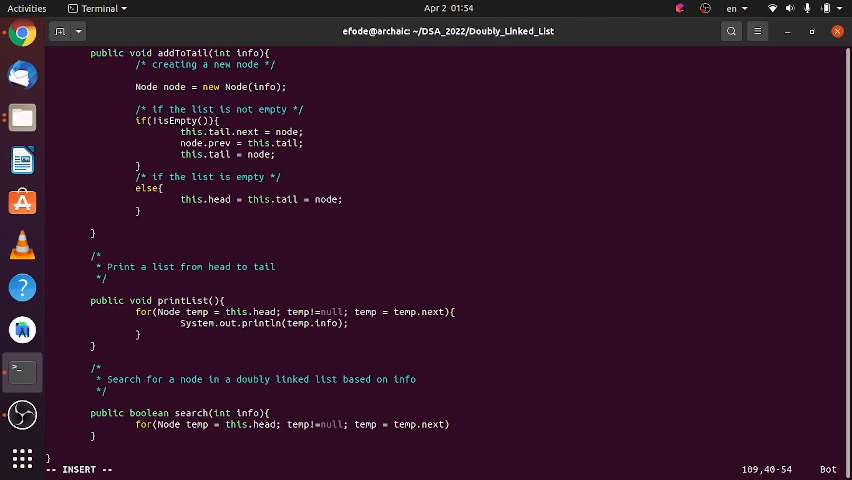 Activities
Terminal
Apr 2 01:54
en
efode@archaic: ~/DSA_2022/Doubly_Linked_List
public void addToTail(int info){
/* creating a new node */
Node node = new Node(info);
/* if the list is not empty */
if(!isEmpty()){
this.tail.next = node;
node.prev = this.tail;
this.tail = node;
}
/* if the list is empty */
else{
this.head = this.tail = node;
}
}
/*
* Print a list from head to tail
*/
public void printList(){
for(Node temp = this.head; temp!=null; temp = temp.next){
System.out.println(temp.info);
}
}
/*
* Search for a node in a doubly linked list based on info
*/
public boolean search(int info){
for(Node temp = this.head; temp!=null; temp = temp.next)
}
}
-- INSERT --
109,40-54
Bot